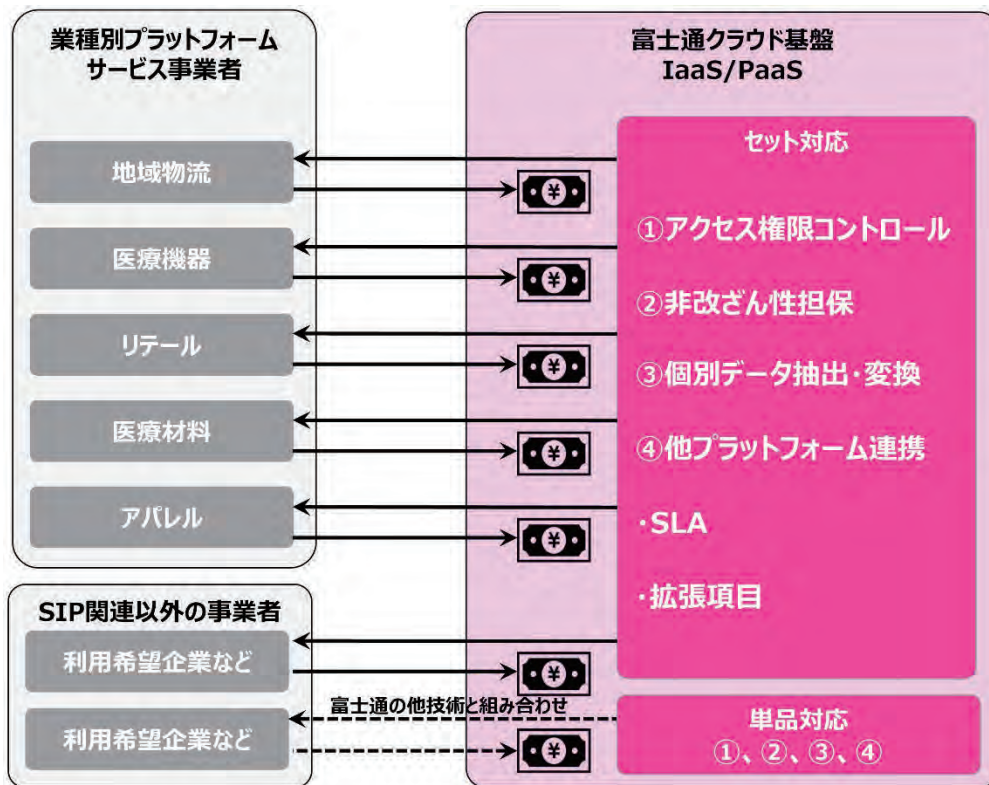 業種別プラットフォーム
サービス事業者
地域物流
医療機器
リテール
医療材料
アパレル
SIP関連以外の事業者
利用希望企業など
利用希望企業など
富士通の他技術と組み合わせ
¥
¥
¥
¥
¥
¥
¥
富士通クラウド基盤
IaaS/PaaS
セット対応
①アクセス権限コントロール
②非改ざん性担保
③個別データ抽出・変換
④他プラットフォーム連携
・SLA
・拡張項目
単品対応
①、②、③、④